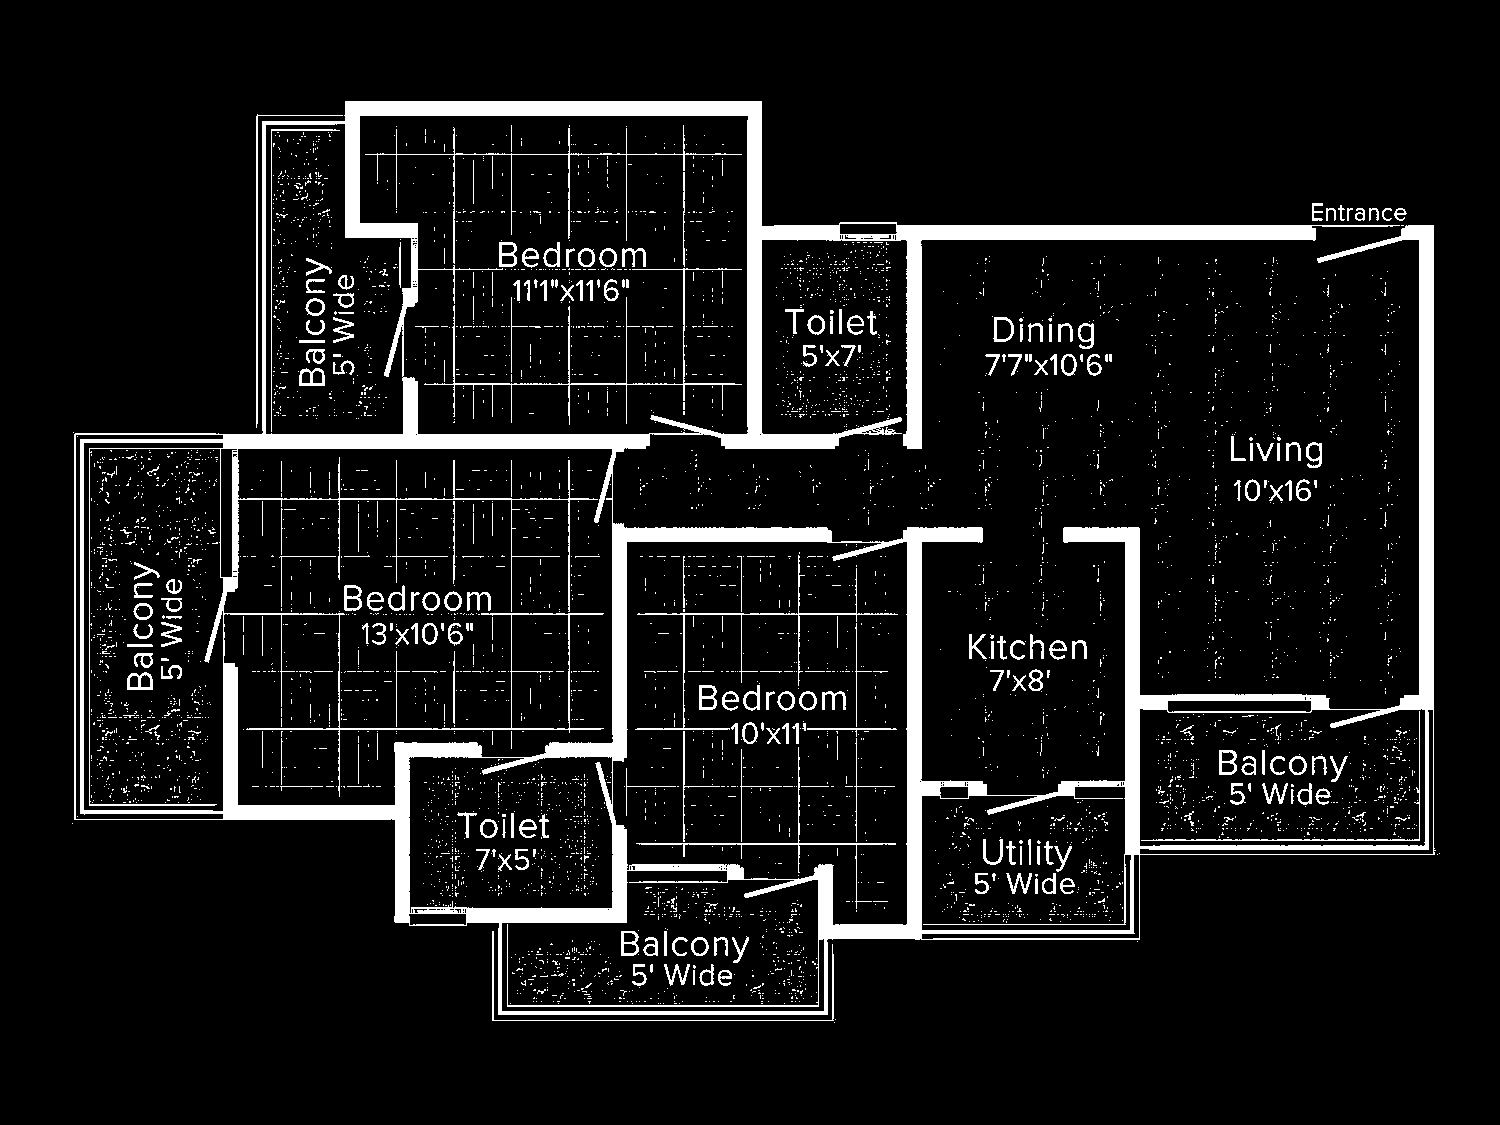 Entrance
Bedroom
11'1"x11'6"
Balcony
5' Wide
Toilet
5'x7'
Dining
7'7"x10'6"
Living
10'x16'
Balcony
5' Wide
Bedroom
13'x10'6"
Kitchen
7'x8'
Bedroom
10'x11'
Balcony
5' Wide
Toilet
7'x5'
Utility
5' Wide
Balcony
5' Wide